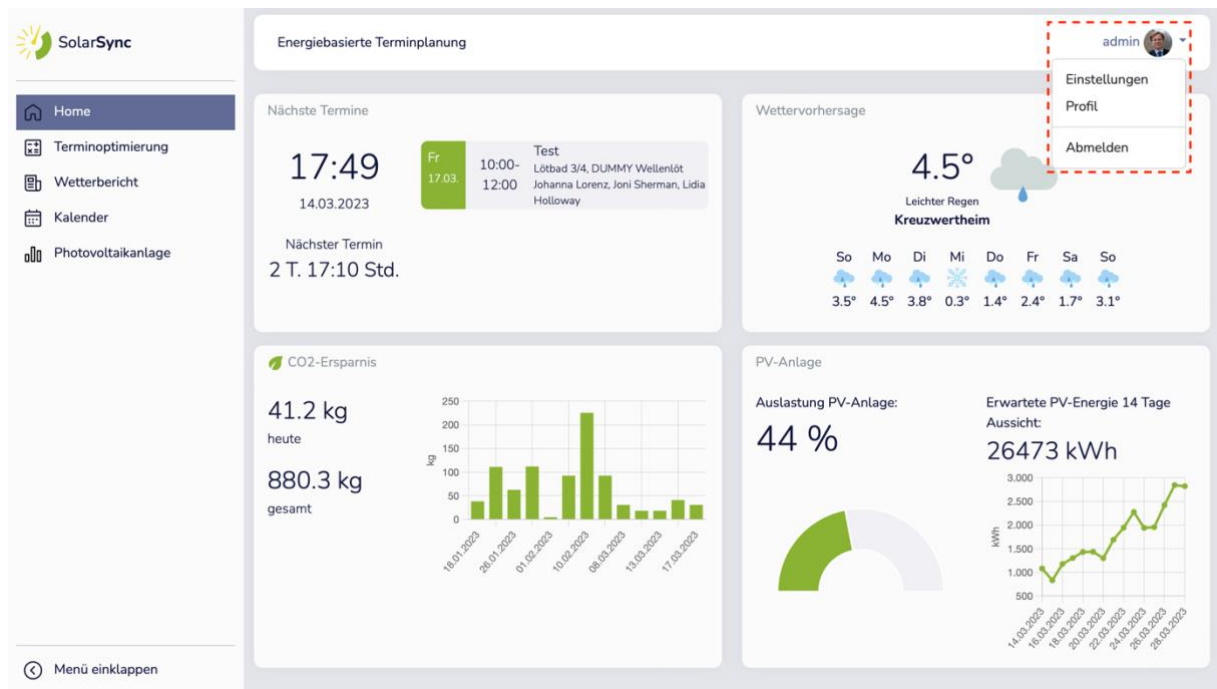 SolarSync
Energiebasierte Terminplanung
admin
Einstellungen
Profil
Abmelden
Home
Terminoptimierung
Wetterbericht
Kalender
Photovoltaikanlage
Menü einklappen
Nächste Termine
17:49
14.03.2023
Nächster Termin
2 T. 17:10 Std.
Fr
17.03.
10:00-
12:00
Test
Lötbad 3/4, DUMMY Wellenlöt
Johanna Lorenz, Joni Sherman, Lidia
Holloway
Wettervorhersage
4.5°
Leichter Regen
Kreuzwertheim
So Mo Di Mi Do Fr Sa So
3.5° 4.5° 3.8° 0.3° 1.4° 2.4° 1.7° 3.1°
CO2-Ersparnis
41.2 kg
heute
880.3 kg
gesamt
kg
250
200
150
100
50
0
18.01.2023 26.01.2023 01.02.2023 10.02.2023 08.03.2023 13.03.2023 17.03.2023
PV-Anlage
Auslastung PV-Anlage:
44 %
Erwartete PV-Energie 14 Tage
Aussicht:
26473 kWh
kWh
3.000
2.500
2.000
1.500
1.000
500
14.03.2023 16.03.2023 18.03.2023 20.03.2023 22.03.2023 24.03.2023 26.03.2023 28.03.2023